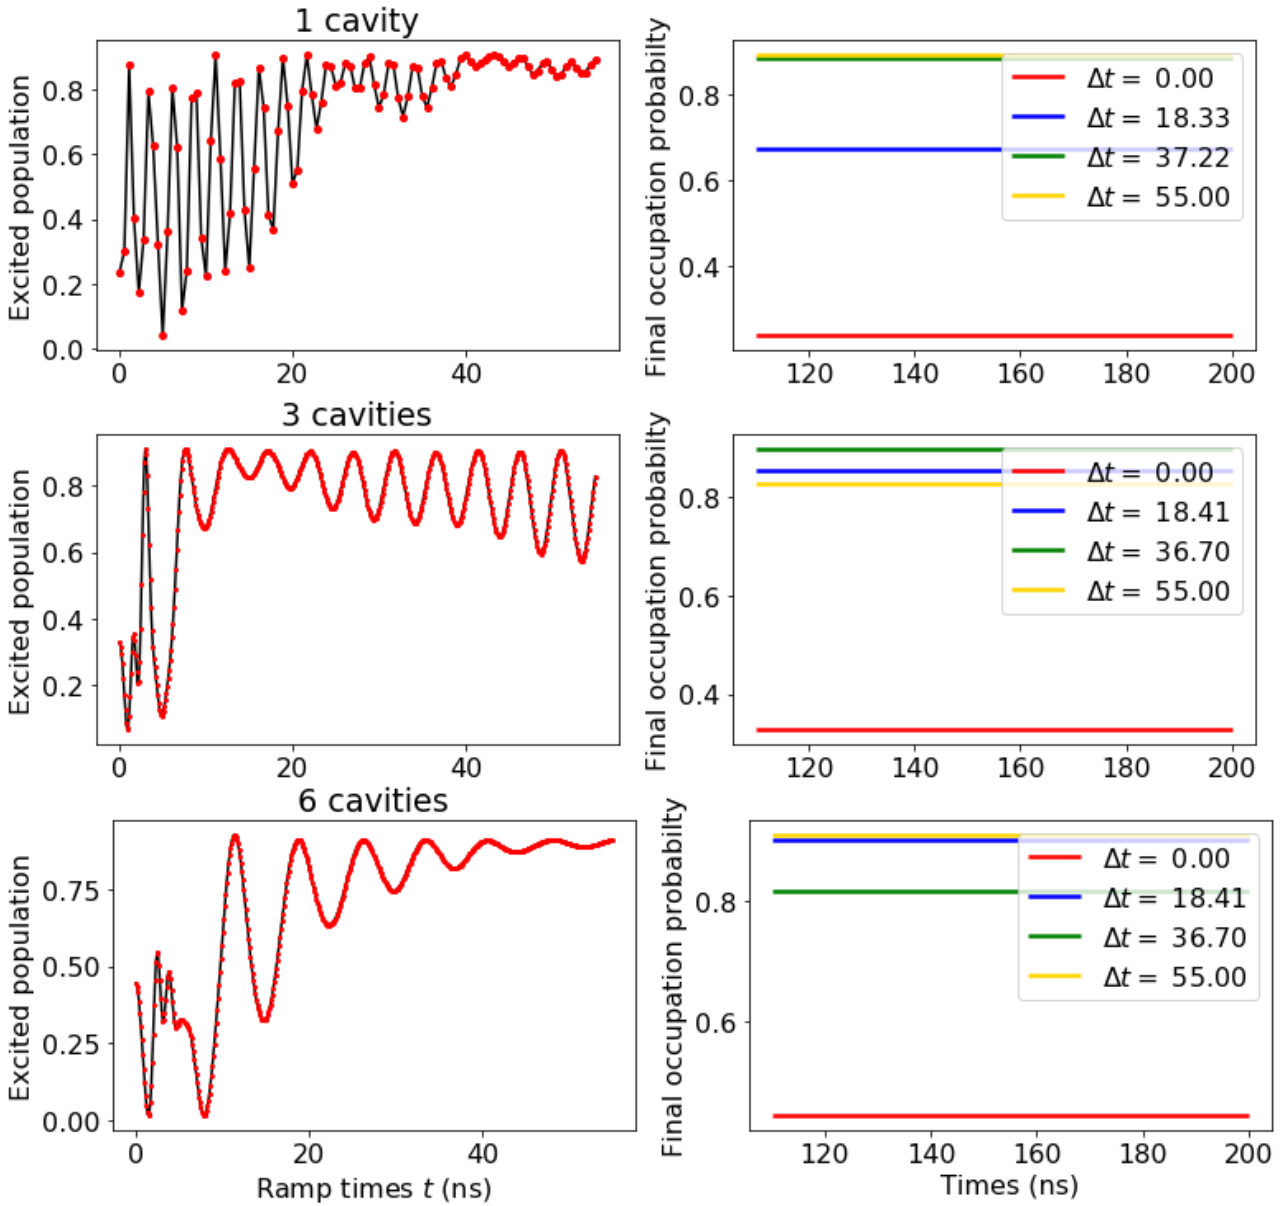 1 cavity
Excited population
0.8
0.6
0.4
0.2
0.0
0
20
40
Final occupation probabilty
0.8
0.6
0.4
120
140
160
180
200
Δt = 0.00
Δt = 18.33
Δt = 37.22
Δt = 55.00
3 cavities
Excited population
0.8
0.6
0.4
0.2
0
20
40
Final occupation probabilty
0.8
0.6
0.4
120
140
160
180
200
Δt = 0.00
Δt = 18.41
Δt = 36.70
Δt = 55.00
6 cavities
Excited population
0.75
0.50
0.25
0.00
0
20
40
Ramp times t (ns)
Final occupation probabilty
0.8
0.6
120
140
160
180
200
Times (ns)
Δt = 0.00
Δt = 18.41
Δt = 36.70
Δt = 55.00